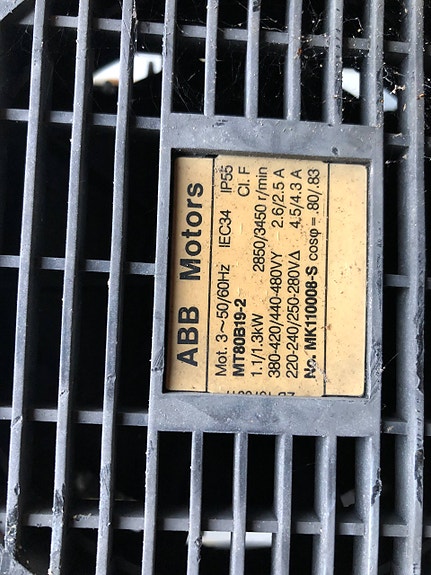 ABB Motors
Mot. 3~50/60Hz IEC34 IP55
MT80B19-2 Cl. F
1.1/1.3kW 2850/3450 r/min
380-420/440-480VY 2.6/2.5 A
220-240/250-280VΔ 4.5/4.3 A
No. MK110008-S cosφ = .80/.83